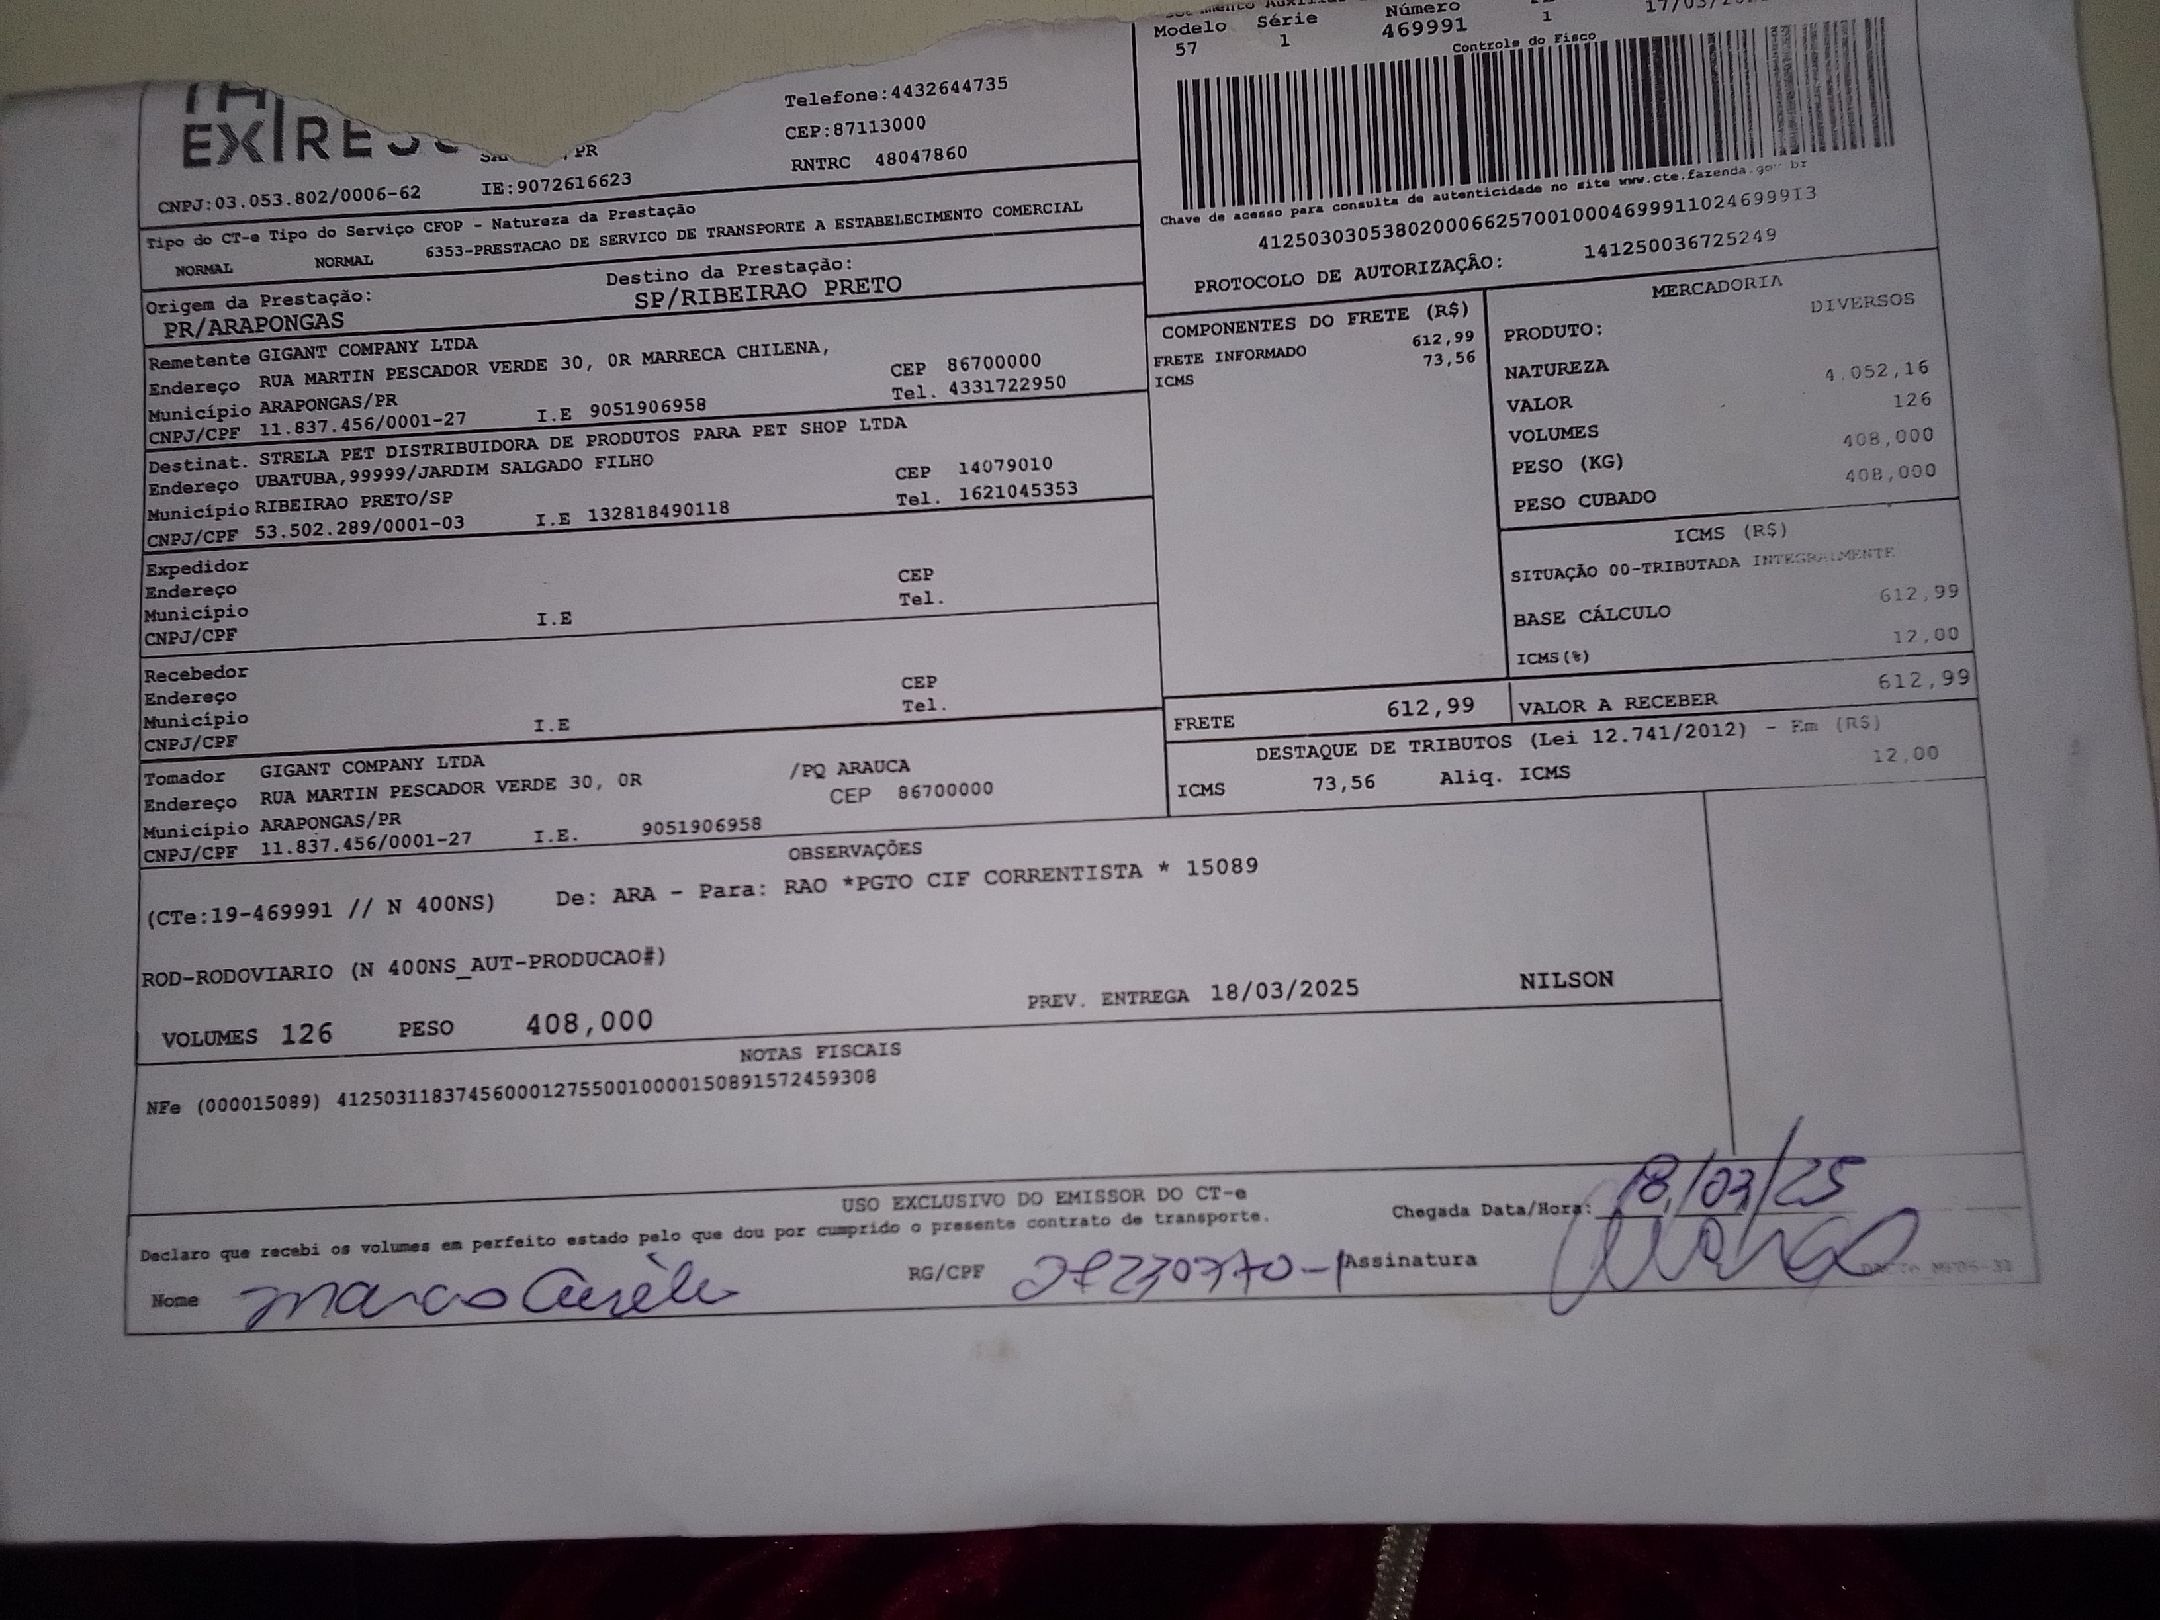 Modelo Série Número
57 1 469991 1
Controle do Fisco
EXPRESS
Telefone:4432644735
CEP:87113000
, PR
RNTRC 48047860
CNPJ:03.053.802/0006-62 IE:9072616623
Chave de acesso para consulta de autenticidade no site www.cte.fazenda.gov.br
41250303053802000662570010004699911024699913
PROTOCOLO DE AUTORIZAÇÃO: 141250036725249
Tipo do CT-e Tipo do Serviço CFOP - Natureza da Prestação
NORMAL NORMAL 6353-PRESTACAO DE SERVICO DE TRANSPORTE A ESTABELECIMENTO COMERCIAL
Origem da Prestação: Destino da Prestação:
PR/ARAPONGAS SP/RIBEIRAO PRETO
Remetente GIGANT COMPANY LTDA
Endereço RUA MARTIN PESCADOR VERDE 30, 0R MARRECA CHILENA, CEP 86700000
Município ARAPONGAS/PR Tel. 4331722950
CNPJ/CPF 11.837.456/0001-27 I.E 9051906958
Destinat. STRELA PET DISTRIBUIDORA DE PRODUTOS PARA PET SHOP LTDA
Endereço UBATUBA,99999/JARDIM SALGADO FILHO CEP 14079010
Município RIBEIRAO PRETO/SP Tel. 1621045353
CNPJ/CPF 53.502.289/0001-03 I.E 132818490118
Expedidor
Endereço CEP
Município Tel.
CNPJ/CPF I.E
Recebedor
Endereço CEP
Município Tel.
CNPJ/CPF I.E
Tomador GIGANT COMPANY LTDA /PQ ARAUCA
Endereço RUA MARTIN PESCADOR VERDE 30, 0R CEP 86700000
Município ARAPONGAS/PR
CNPJ/CPF 11.837.456/0001-27 I.E. 9051906958
COMPONENTES DO FRETE (R$)
FRETE INFORMADO 612,99
ICMS 73,56
MERCADORIA
PRODUTO: DIVERSOS
NATUREZA
VALOR 4.052,16
VOLUMES 126
PESO (KG) 408,000
PESO CUBADO 408,000
ICMS (R$)
SITUAÇÃO 00-TRIBUTADA INTEGRALMENTE
BASE CÁLCULO 612,99
ICMS(%) 12,00
FRETE 612,99 VALOR A RECEBER 612,99
DESTAQUE DE TRIBUTOS (Lei 12.741/2012) - Em (R$)
ICMS 73,56 Aliq. ICMS 12,00
OBSERVAÇÕES
(CTe:19-469991 // N 400NS) De: ARA - Para: RAO *PGTO CIF CORRENTISTA * 15089
ROD-RODOVIARIO (N 400NS_AUT-PRODUCAO#)
VOLUMES 126 PESO 408,000 PREV. ENTREGA 18/03/2025 NILSON
NOTAS FISCAIS
NFe (000015089) 41250311837456000127550010000150891572459308
USO EXCLUSIVO DO EMISSOR DO CT-e
Declaro que recebi os volumes em perfeito estado pelo que dou por cumprido o presente contrato de transporte.
Chegada Data/Hora: 18/03/25
Nome Marco Aurélio RG/CPF Assinatura